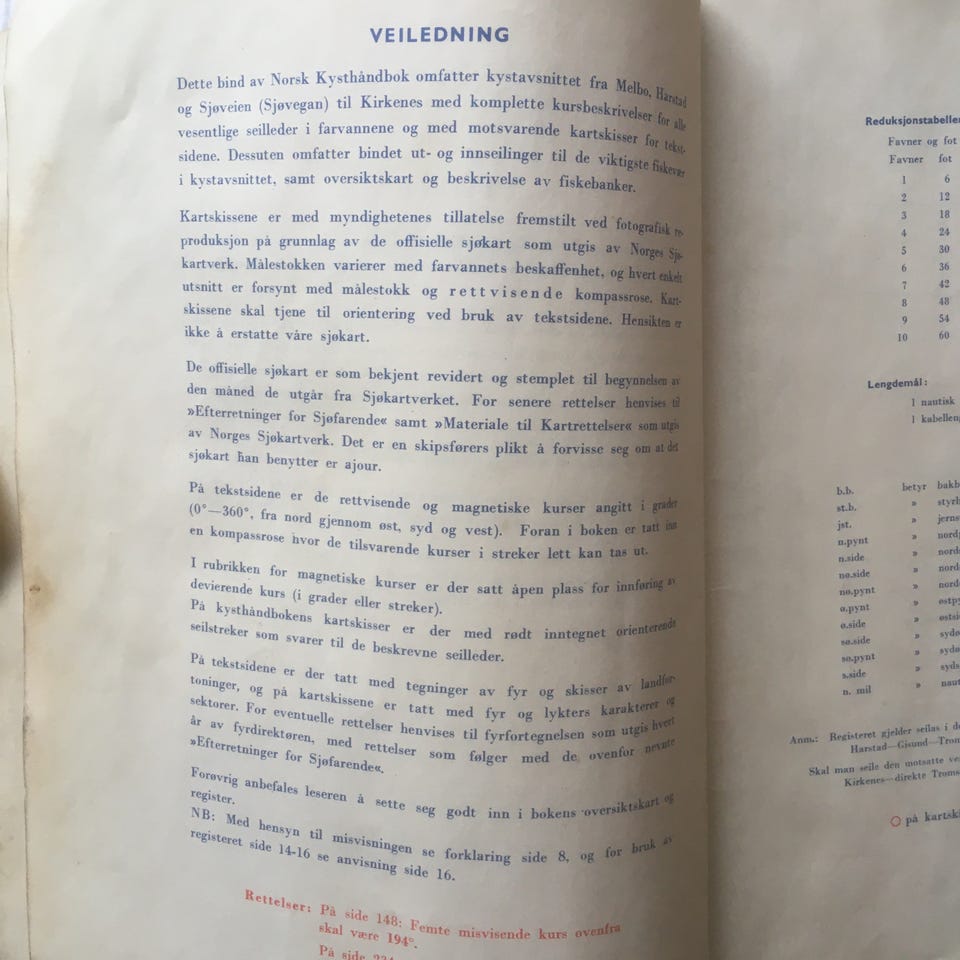 VEILEDNING
Dette bind av Norsk Kysthåndbok omfatter kystavsnittet fra Melbo, Harstad
og Sjøveien (Sjøvegan) til Kirkenes med komplette kursbeskrivelser for alle
vesentlige seilleder i farvannene og med motsvarende kartskisser for tekst-
sidene. Dessuten omfatter bindet ut- og innseilinger til de viktigste fiskevær
i kystavsnittet, samt oversiktskart og beskrivelse av fiskebanker.
Kartskissene er med myndighetenes tillatelse fremstilt ved fotografisk re-
produksjon på grunnlag av de offisielle sjøkart som utgis av Norges Sjø-
kartverk. Målestokken varierer med farvannets beskaffenhet, og hvert enkelt
utsnitt er forsynt med målestokk og rettvisende kompassrose. Kart-
skissene skal tjene til orientering ved bruk av tekstsidene. Hensikten er
ikke å erstatte våre sjøkart.
De offisielle sjøkart er som bekjent revidert og stemplet til begynnelsen av
den måned de utgår fra Sjøkartverket. For senere rettelser henvises til
»Efterretninger for Sjøfarende« samt »Materiale til Kartrettelser« som utgis
av Norges Sjøkartverk. Det er en skipsførers plikt å forvisse seg om at det
sjøkart han benytter er ajour.
På tekstsidene er de rettvisende og magnetiske kurser angitt i grader
(0°—360°, fra nord gjennom øst, syd og vest). Foran i boken er tatt inn
en kompassrose hvor de tilsvarende kurser i streker lett kan tas ut.
I rubrikken for magnetiske kurser er der satt åpen plass for innføring av
devierende kurs (i grader eller streker).
På kysthåndbokens kartskisser er der med rødt inntegnet orienterende
seilstreker som svarer til de beskrevne seilleder.
På tekstsidene er der tatt med tegninger av fyr og skisser av landfor-
toninger, og på kartskissene er tatt med fyr og lykters karakterer og
sektorer. For eventuelle rettelser henvises til fyrfortegnelsen som utgis hvert
år av fyrdirektøren, med rettelser som følger med de ovenfor nevnte
»Efterretninger for Sjøfarende«.
Forøvrig anbefales leseren å sette seg godt inn i bokens oversiktskart og
register.
NB: Med hensyn til misvisningen se forklaring side 8, og for bruk av
registeret side 14-16 se anvisning side 16.
Rettelser: På side 148: Femte misvisende kurs ovenfra
skal være 194°.
På side
Reduksjonstabeller
Favner og fot
Favner fot
1 6
2 12
3 18
4 24
5 30
6 36
7 42
8 48
9 54
10 60
Lengdemål:
1 nautisk
1 kabelleng
b.b. betyr bakb
st.b. » styrb
jst. » jerns
n.pynt » nord
n.side » nord
nø.side » nord
nø.pynt » nord
ø.pynt » østpy
ø.side » østsi
sø.side » sydø
sø.pynt » sydø
s.side » syds
n. mil » naut
Anm.: Registeret gjelder seilas i de
Harstad—Gisund—Trom
Skal man seile den motsatte ve
Kirkenes—direkte Troms
på kartski